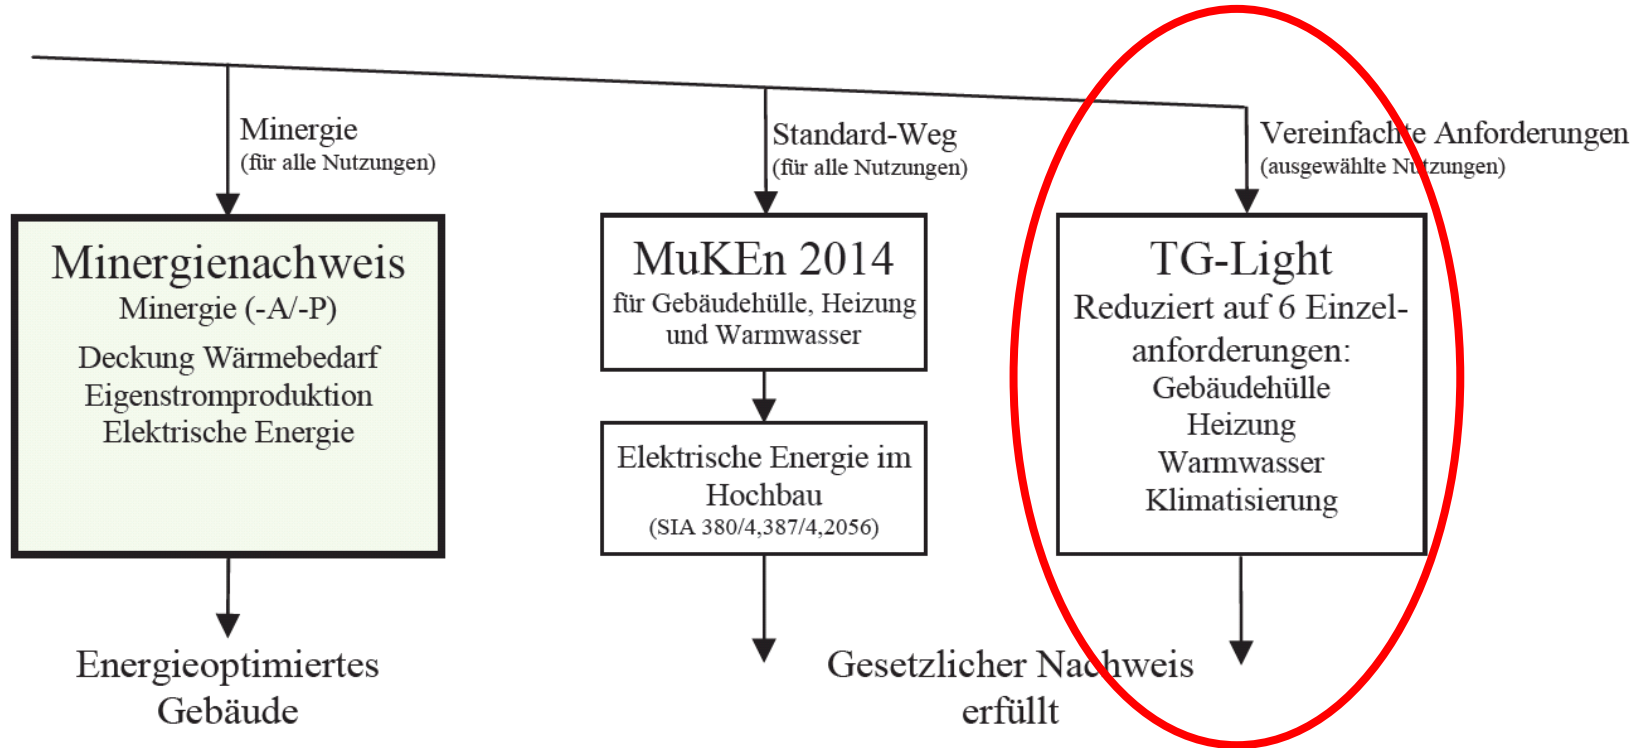 Minergie
(für alle Nutzungen)
Standard-Weg
(für alle Nutzungen)
Vereinfachte Anforderungen
(ausgewählte Nutzungen)
Minergienachweis
Minergie (-A/-P)
Deckung Wärmebedarf
Eigenstromproduktion
Elektrische Energie
MuKEn 2014
für Gebäudehülle, Heizung
und Warmwasser
Elektrische Energie im
Hochbau
(SIA 380/4,387/4,2056)
TG-Light
Reduziert auf 6 Einzel-
anforderungen:
Gebäudehülle
Heizung
Warmwasser
Klimatisierung
Energieoptimiertes
Gebäude
Gesetzlicher Nachweis
erfüllt